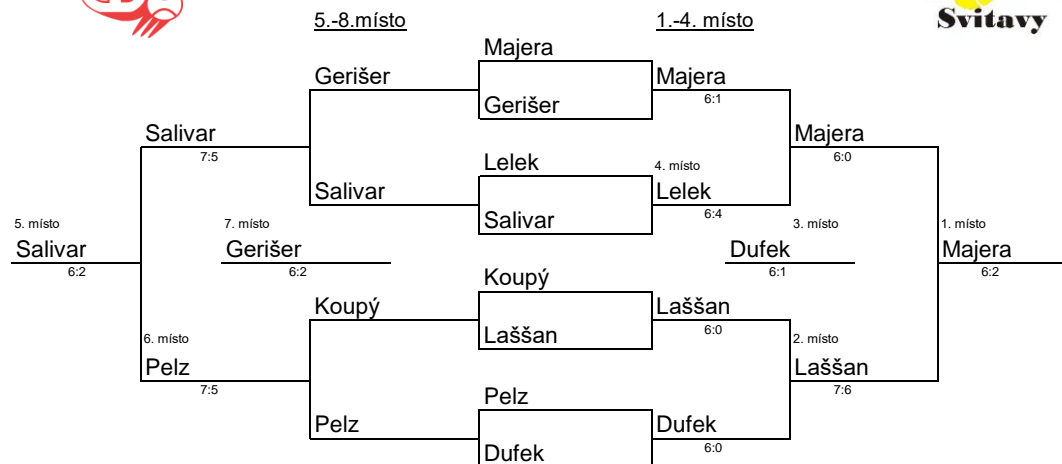 5.-8.místo
1.-4. místo
Svitavy
Majera
Gerišer
Majera
6:1
Gerišer
Salivar
7:5
Majera
6:0
Lelek
4. místo
Salivar
Lelek
6:4
Salivar
5. místo
7. místo
3. místo
1. místo
Salivar
6:2
Gerišer
6:2
Dufek
6:1
Majera
6:2
Koupý
Koupý
Laššan
6:0
Laššan
6. místo
2. místo
Pelz
7:5
Laššan
7:6
Pelz
Pelz
Dufek
6:0
Dufek